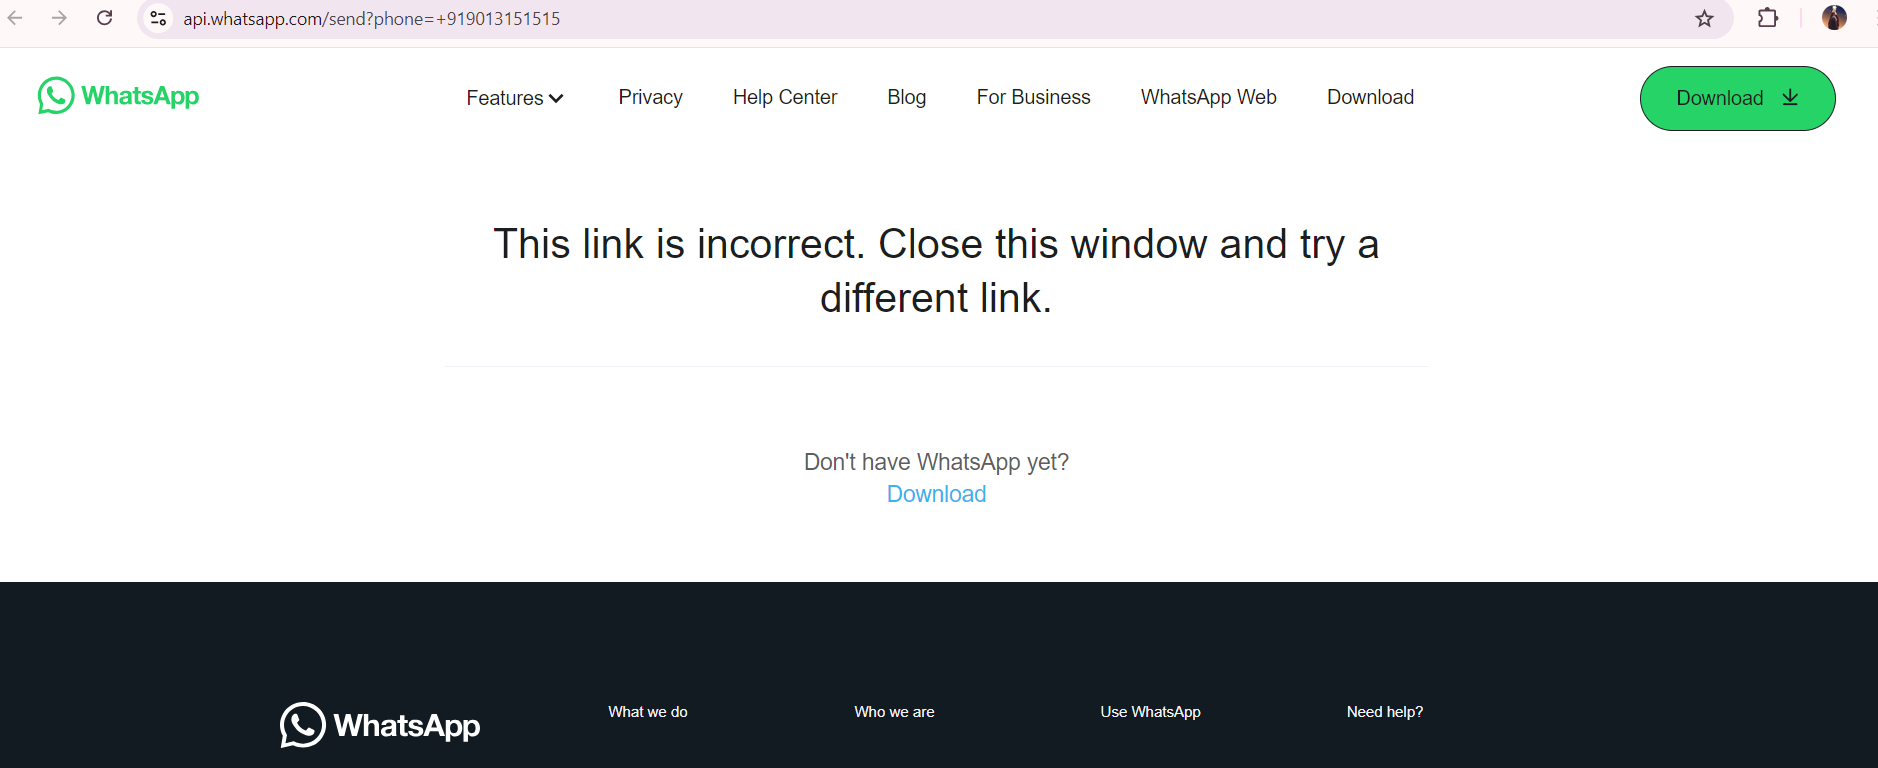 api.whatsapp.com/send?phone=+919013151515
WhatsApp
Features Privacy Help Center Blog For Business WhatsApp Web Download
Download
This link is incorrect. Close this window and try a
different link.
Don't have WhatsApp yet?
Download
WhatsApp
What we do
Who we are
Use WhatsApp
Need help?